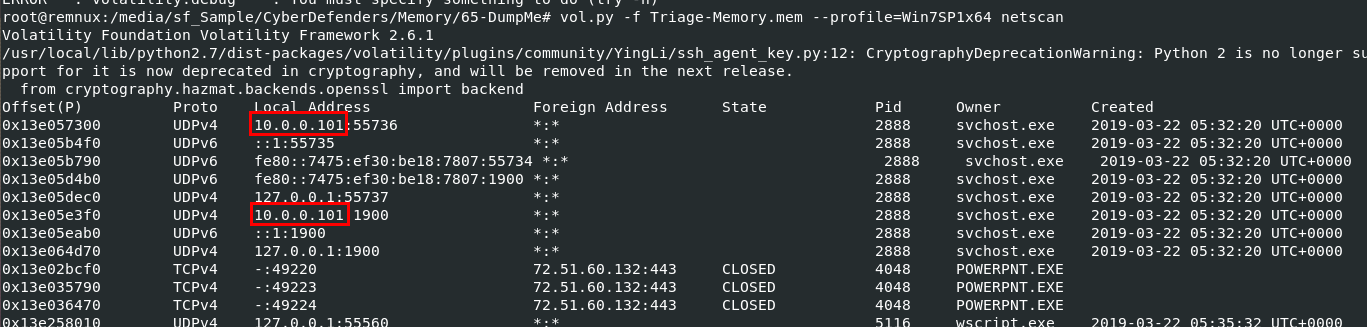 ERROR   : volatility.debug    : You must specify something to do (try -h)
root@remnux:/media/sf_Sample/CyberDefenders/Memory/65-DumpMe# vol.py -f Triage-Memory.mem --profile=Win7SP1x64 netscan
Volatility Foundation Volatility Framework 2.6.1
/usr/local/lib/python2.7/dist-packages/volatility/plugins/community/YingLi/ssh_agent_key.py:12: CryptographyDeprecationWarning: Python 2 is no longer su
pport for it is now deprecated in cryptography, and will be removed in the next release.
  from cryptography.hazmat.backends.openssl import backend
Offset(P)          Proto    Local Address                  Foreign Address      State            Pid      Owner          Created
0x13e057300        UDPv4    10.0.0.101:55736               *:*                                   2888     svchost.exe    2019-03-22 05:32:20 UTC+0000
0x13e05b4f0        UDPv6    ::1:55735                      *:*                                   2888     svchost.exe    2019-03-22 05:32:20 UTC+0000
0x13e05b790        UDPv6    fe80::7475:ef30:be18:7807:55734 *:*                                   2888     svchost.exe    2019-03-22 05:32:20 UTC+0000
0x13e05d4b0        UDPv6    fe80::7475:ef30:be18:7807:1900 *:*                                   2888     svchost.exe    2019-03-22 05:32:20 UTC+0000
0x13e05dec0        UDPv4    127.0.0.1:55737                *:*                                   2888     svchost.exe    2019-03-22 05:32:20 UTC+0000
0x13e05e3f0        UDPv4    10.0.0.101 1900                *:*                                   2888     svchost.exe    2019-03-22 05:32:20 UTC+0000
0x13e05eab0        UDPv6    ::1:1900                       *:*                                   2888     svchost.exe    2019-03-22 05:32:20 UTC+0000
0x13e064d70        UDPv4    127.0.0.1:1900                 *:*                                   2888     svchost.exe    2019-03-22 05:32:20 UTC+0000
0x13e02bcf0        TCPv4    -:49220                        72.51.60.132:443     CLOSED           4048     POWERPNT.EXE
0x13e035790        TCPv4    -:49223                        72.51.60.132:443     CLOSED           4048     POWERPNT.EXE
0x13e036470        TCPv4    -:49224                        72.51.60.132:443     CLOSED           4048     POWERPNT.EXE
0x13e258010        UDPv4    127.0.0.1:55560                *:*                                   5116     wscript.exe    2019-03-22 05:35:32 UTC+0000